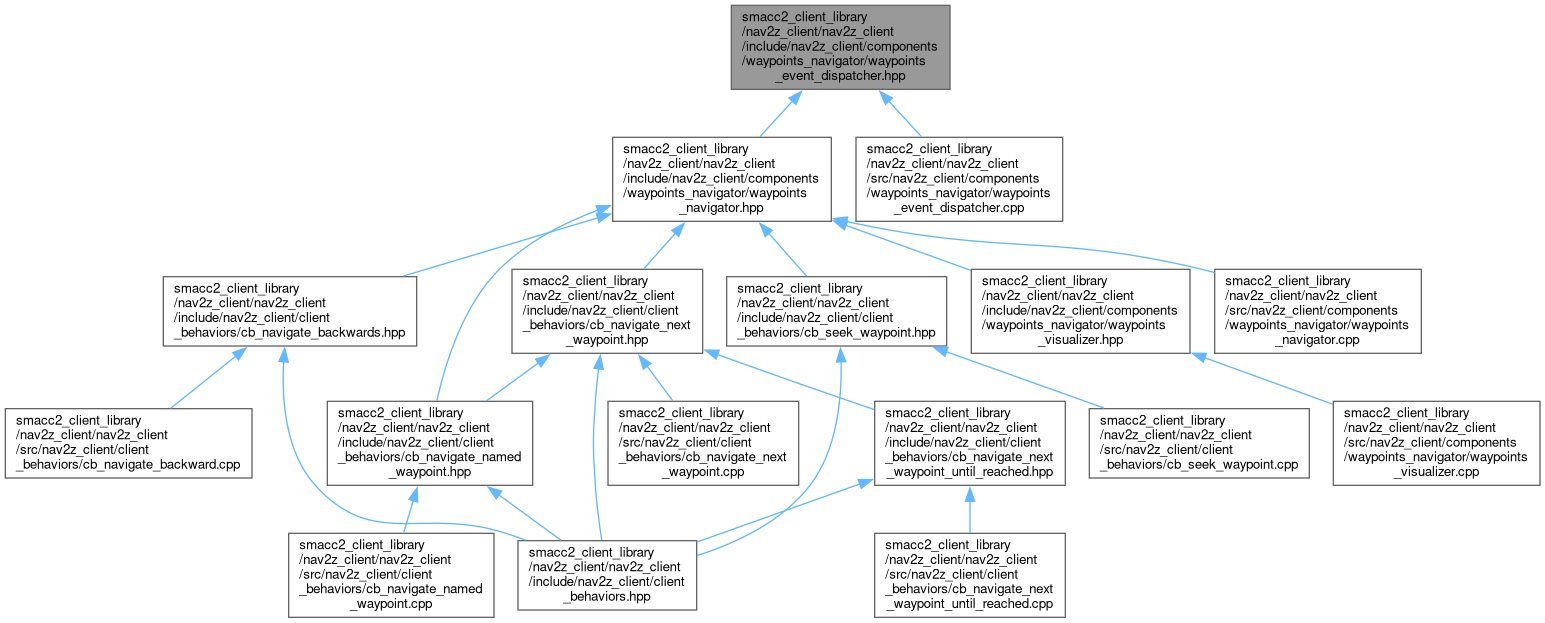 smacc2_client_library
/nav2z_client/nav2z_client
/include/nav2z_client/components
/waypoints_navigator/waypoints
_event_dispatcher.hpp
smacc2_client_library
/nav2z_client/nav2z_client
/include/nav2z_client/components
/waypoints_navigator/waypoints
_navigator.hpp
smacc2_client_library
/nav2z_client/nav2z_client
/src/nav2z_client/components
/waypoints_navigator/waypoints
_event_dispatcher.cpp
smacc2_client_library
/nav2z_client/nav2z_client
/include/nav2z_client/client
_behaviors/cb_navigate_backwards.hpp
smacc2_client_library
/nav2z_client/nav2z_client
/include/nav2z_client/client
_behaviors/cb_navigate_next
_waypoint.hpp
smacc2_client_library
/nav2z_client/nav2z_client
/include/nav2z_client/client
_behaviors/cb_seek_waypoint.hpp
smacc2_client_library
/nav2z_client/nav2z_client
/include/nav2z_client/components
/waypoints_navigator/waypoints
_visualizer.hpp
smacc2_client_library
/nav2z_client/nav2z_client
/src/nav2z_client/components
/waypoints_navigator/waypoints
_navigator.cpp
smacc2_client_library
/nav2z_client/nav2z_client
/src/nav2z_client/client
_behaviors/cb_navigate_backward.cpp
smacc2_client_library
/nav2z_client/nav2z_client
/include/nav2z_client/client
_behaviors/cb_navigate_named
_waypoint.hpp
smacc2_client_library
/nav2z_client/nav2z_client
/src/nav2z_client/client
_behaviors/cb_navigate_next
_waypoint.cpp
smacc2_client_library
/nav2z_client/nav2z_client
/include/nav2z_client/client
_behaviors/cb_navigate_next
_waypoint_until_reached.hpp
smacc2_client_library
/nav2z_client/nav2z_client
/src/nav2z_client/client
_behaviors/cb_seek_waypoint.cpp
smacc2_client_library
/nav2z_client/nav2z_client
/src/nav2z_client/components
/waypoints_navigator/waypoints
_visualizer.cpp
smacc2_client_library
/nav2z_client/nav2z_client
/src/nav2z_client/client
_behaviors/cb_navigate_named
_waypoint.cpp
smacc2_client_library
/nav2z_client/nav2z_client
/include/nav2z_client/client
_behaviors.hpp
smacc2_client_library
/nav2z_client/nav2z_client
/src/nav2z_client/client
_behaviors/cb_navigate_next
_waypoint_until_reached.cpp